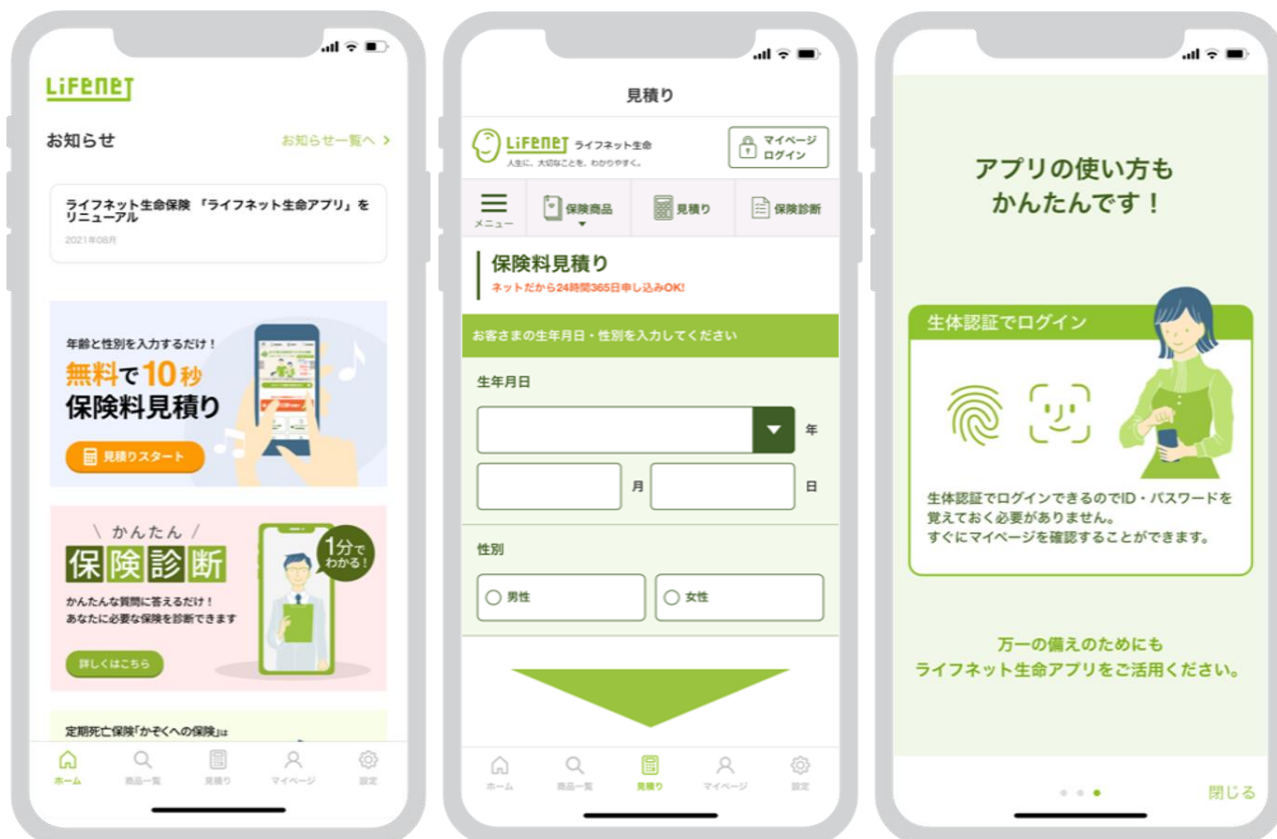 LiFENET
お知らせ
お知らせ一覧へ >
ライフネット生命保険 「ライフネット生命アプリ」を
リニューアル
2021年08月
年齢と性別を入力するだけ！
無料で10秒
保険料見積り
見積りスタート
\ かんたん /
保険診断
1分で
わかる！
かんたんな質問に答えるだけ！
あなたに必要な保険を診断できます
詳しくはこちら
定期死亡保険「かぞくへの保険」は
ホーム
商品一覧
見積り
マイページ
設定
見積り
LiFENET ライフネット生命
人生に、大切なことを、わかりやすく。
マイページ
ログイン
メニュー
保険商品
見積り
保険診断
保険料見積り
ネットだから24時間365日申し込みOK!
お客さまの生年月日・性別を入力してください
生年月日
年
月
日
性別
男性
女性
ホーム
商品一覧
見積り
マイページ
設定
アプリの使い方も
かんたんです！
生体認証でログイン
生体認証でログインできるのでID・パスワードを
覚えておく必要がありません。
すぐにマイページを確認することができます。
万一の備えのためにも
ライフネット生命アプリをご活用ください。
閉じる